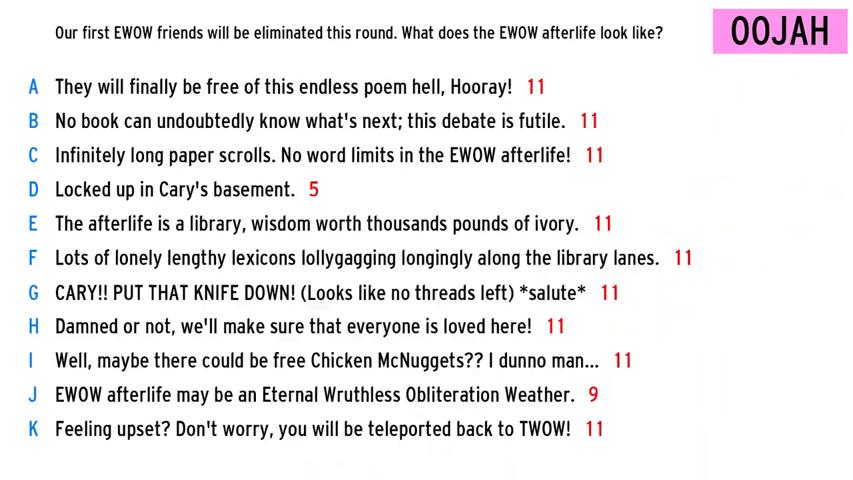 Our first EWOW friends will be eliminated this round. What does the EWOW afterlife look like?
OOJAH
A They will finally be free of this endless poem hell, Hooray! 11
B No book can undoubtedly know what's next; this debate is futile. 11
C Infinitely long paper scrolls. No word limits in the EWOW afterlife! 11
D Locked up in Cary's basement. 5
E The afterlife is a library, wisdom worth thousands pounds of ivory. 11
F Lots of lonely lengthy lexicons lollygagging longingly along the library lanes. 11
G CARY!! PUT THAT KNIFE DOWN! (Looks like no threads left) *salute* 11
H Damned or not, we'll make sure that everyone is loved here! 11
I Well, maybe there could be free Chicken McNuggets?? I dunno man... 11
J EWOW afterlife may be an Eternal Wruthless Obliteration Weather. 9
K Feeling upset? Don't worry, you will be teleported back to TWOW! 11